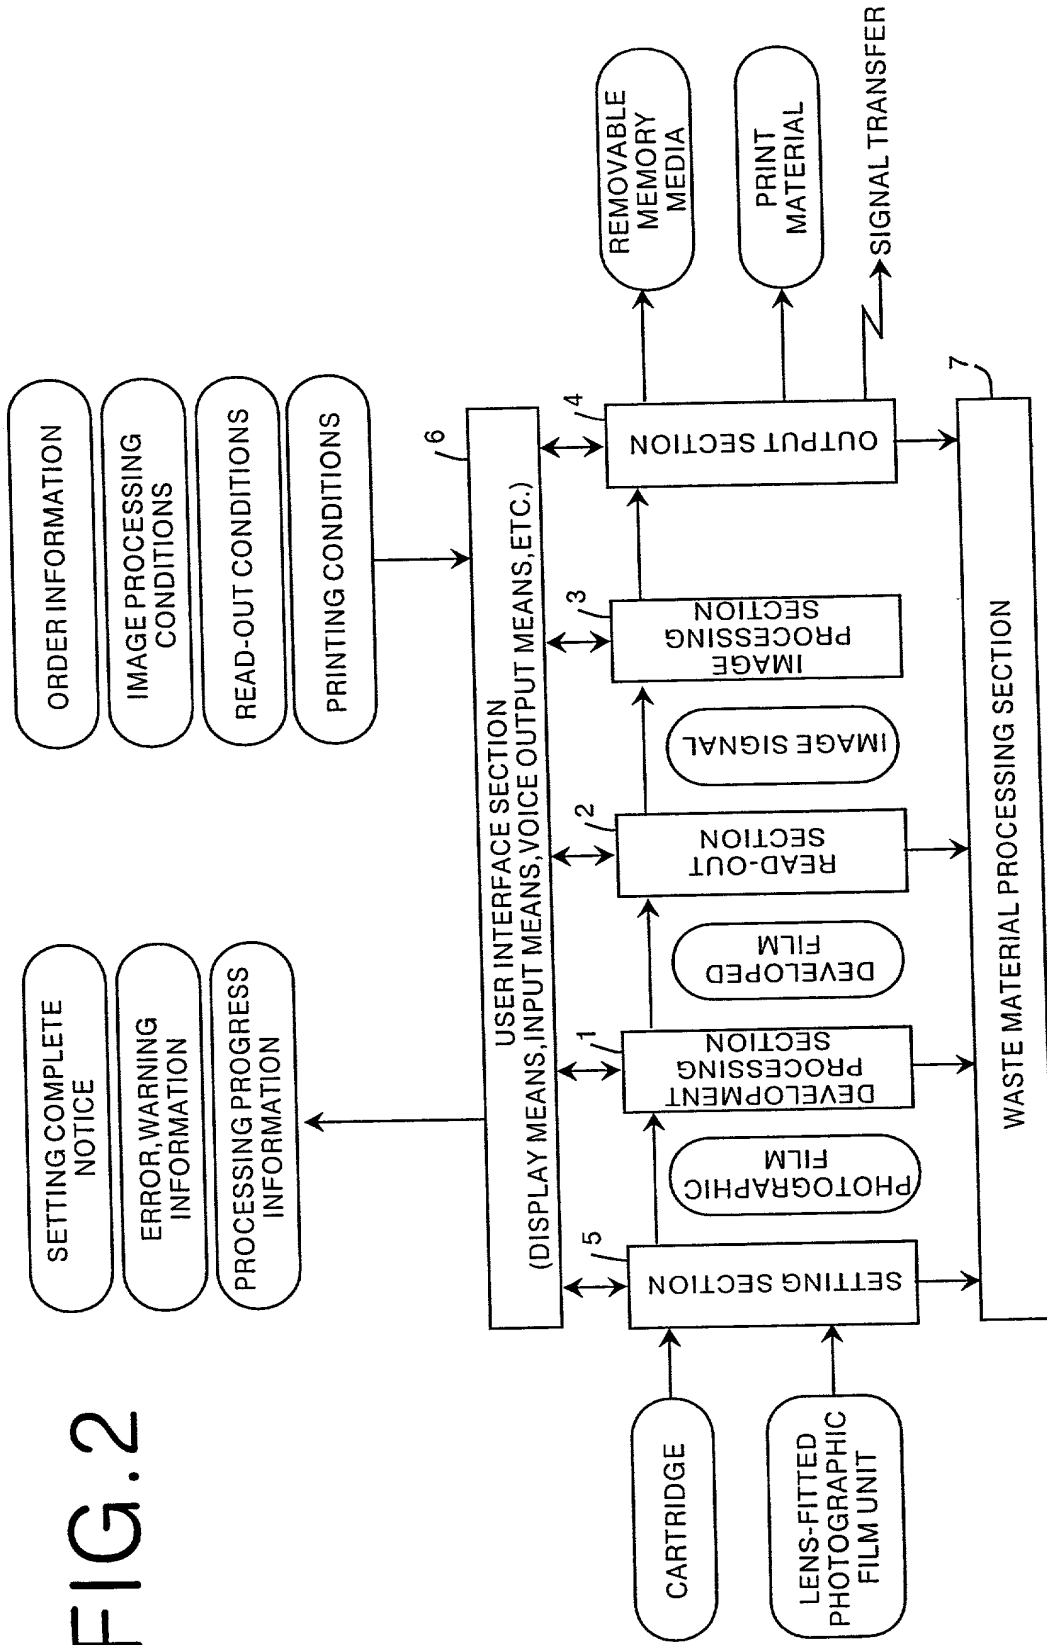 FIG.2
SETTING COMPLETE
NOTICE
ERROR,WARNING
INFORMATION
PROCESSING PROGRESS
INFORMATION
ORDER INFORMATION
IMAGE PROCESSING
CONDITIONS
READ-OUT CONDITIONS
PRINTING CONDITIONS
USER INTERFACE SECTION
(DISPLAY MEANS,INPUT MEANS,VOICE OUTPUT MEANS,ETC.)
6
CARTRIDGE
LENS-FITTED
PHOTOGRAPHIC
FILM UNIT
5
SETTING SECTION
PHOTOGRAPHIC
FILM
1
DEVELOPMENT
PROCESSING
SECTION
DEVELOPED
FILM
2
READ-OUT
SECTION
IMAGE SIGNAL
3
IMAGE
PROCESSING
SECTION
4
OUTPUT SECTION
REMOVABLE
MEMORY
MEDIA
PRINT
MATERIAL
SIGNAL TRANSFER
7
WASTE MATERIAL PROCESSING SECTION